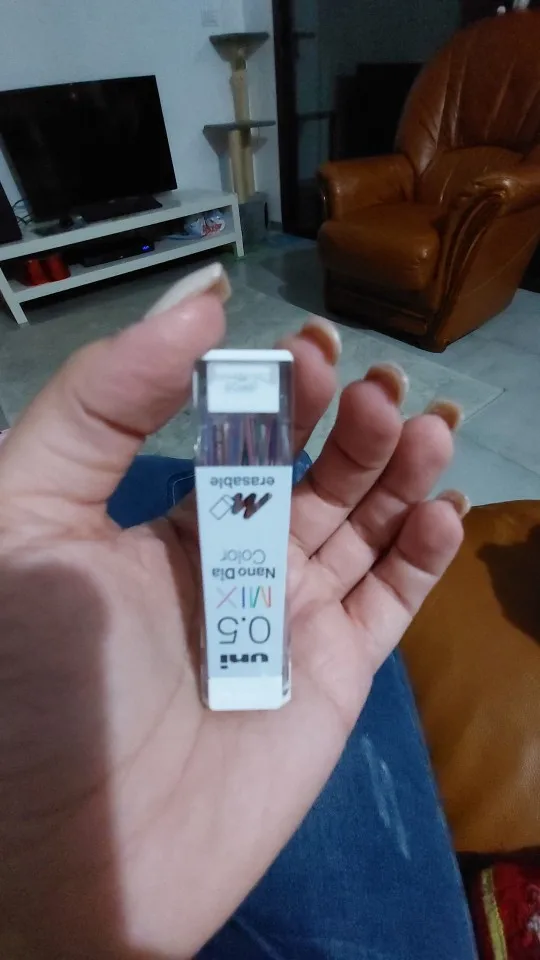 uni
0.5
MIX
Nano Dia
Color
erasable